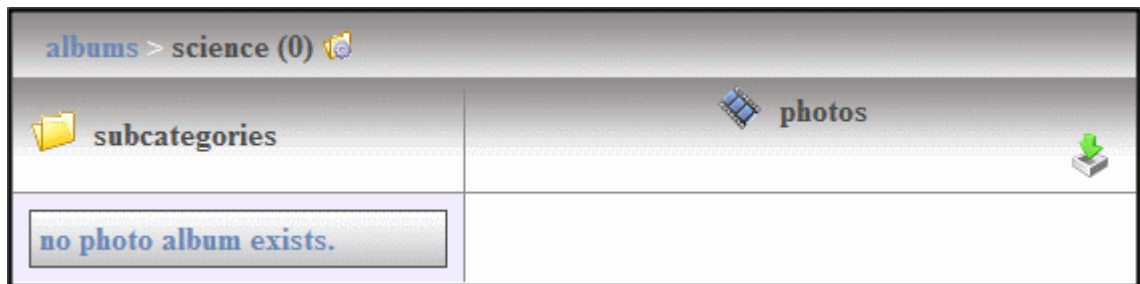 albums > science (0)
subcategories
photos
no photo album exists.